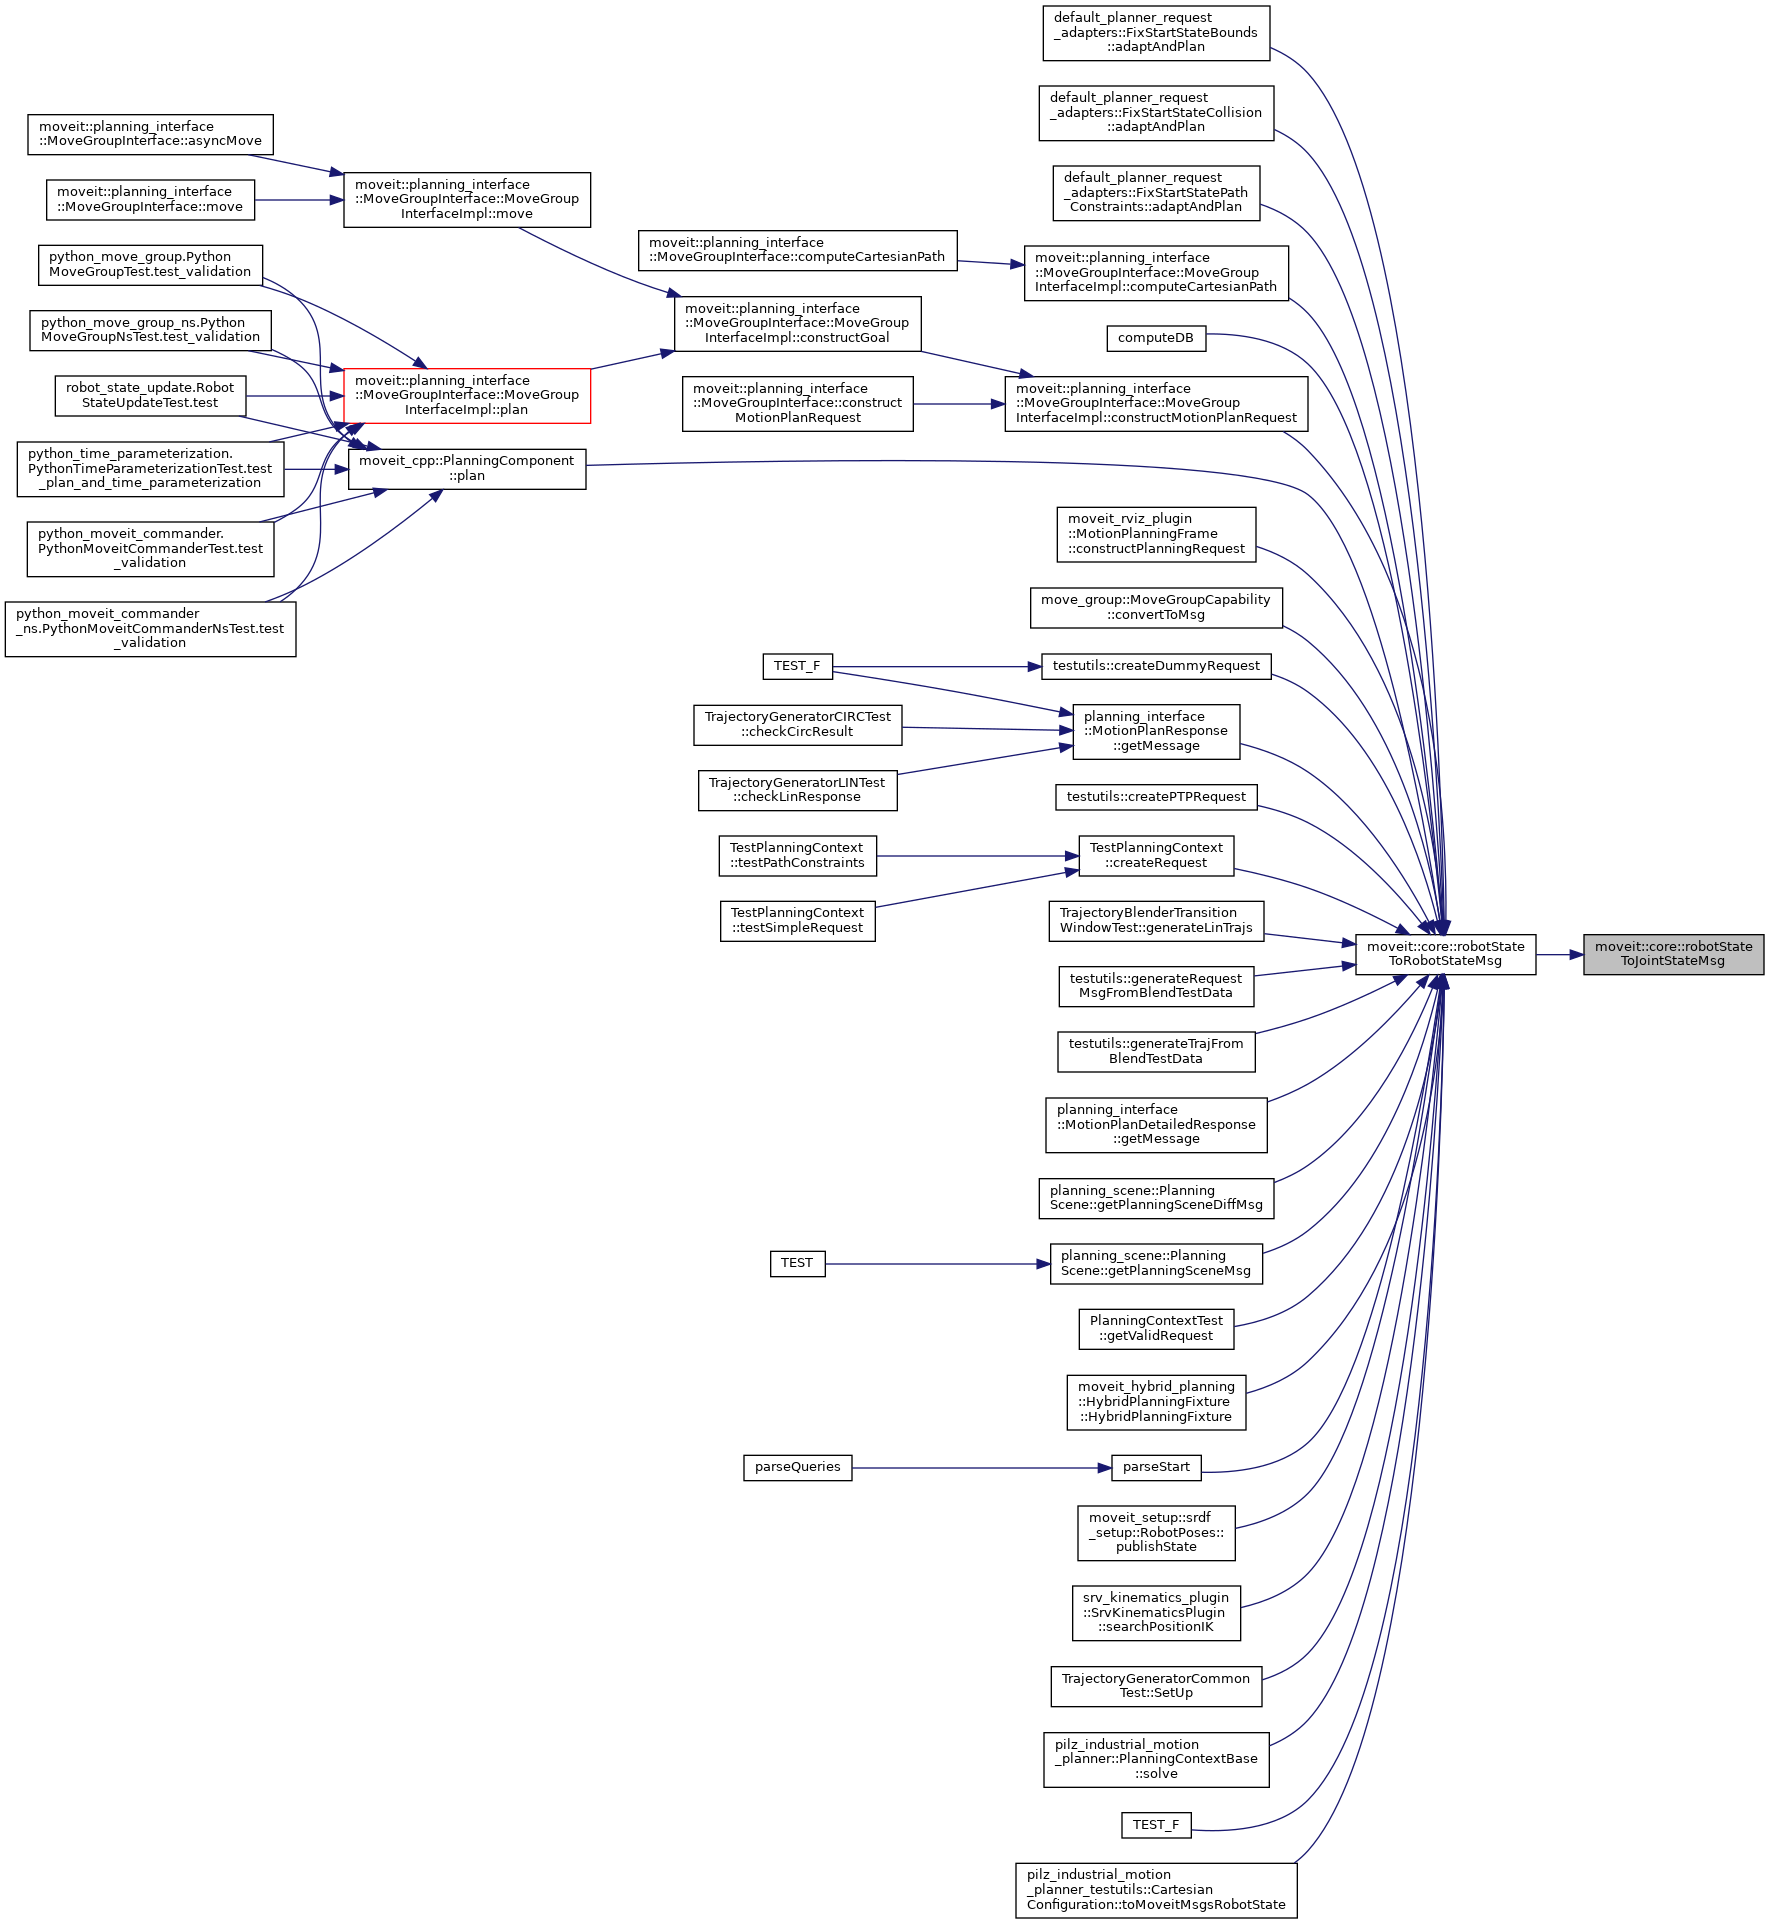 default_planner_request
_adapters::FixStartStateBounds
::adaptAndPlan
default_planner_request
_adapters::FixStartStateCollision
::adaptAndPlan
default_planner_request
_adapters::FixStartStatePath
Constraints::adaptAndPlan
moveit::planning_interface
::MoveGroupInterface::asyncMove
moveit::planning_interface
::MoveGroupInterface::move
moveit::planning_interface
::MoveGroupInterface::MoveGroup
InterfaceImpl::move
python_move_group.Python
MoveGroupTest.test_validation
python_move_group_ns.Python
MoveGroupNsTest.test_validation
robot_state_update.Robot
StateUpdateTest.test
python_time_parameterization.
PythonTimeParameterizationTest.test
_plan_and_time_parameterization
python_moveit_commander.
PythonMoveitCommanderTest.test
_validation
python_moveit_commander
_ns.PythonMoveitCommanderNsTest.test
_validation
moveit::planning_interface
::MoveGroupInterface::MoveGroup
InterfaceImpl::plan
moveit_cpp::PlanningComponent
::plan
moveit::planning_interface
::MoveGroupInterface::computeCartesianPath
moveit::planning_interface
::MoveGroupInterface::MoveGroup
InterfaceImpl::constructGoal
moveit::planning_interface
::MoveGroupInterface::construct
MotionPlanRequest
moveit::planning_interface
::MoveGroupInterface::MoveGroup
InterfaceImpl::computeCartesianPath
computeDB
moveit::planning_interface
::MoveGroupInterface::MoveGroup
InterfaceImpl::constructMotionPlanRequest
moveit_rviz_plugin
::MotionPlanningFrame
::constructPlanningRequest
move_group::MoveGroupCapability
::convertToMsg
TEST_F
testutils::createDummyRequest
TrajectoryGeneratorCIRCTest
::checkCircResult
planning_interface
::MotionPlanResponse
::getMessage
TrajectoryGeneratorLINTest
::checkLinResponse
testutils::createPTPRequest
TestPlanningContext
::testPathConstraints
TestPlanningContext
::createRequest
TestPlanningContext
::testSimpleRequest
TrajectoryBlenderTransition
WindowTest::generateLinTrajs
moveit::core::robotState
ToRobotStateMsg
moveit::core::robotState
ToJointStateMsg
testutils::generateRequest
MsgFromBlendTestData
testutils::generateTrajFrom
BlendTestData
planning_interface
::MotionPlanDetailedResponse
::getMessage
planning_scene::Planning
Scene::getPlanningSceneDiffMsg
TEST
planning_scene::Planning
Scene::getPlanningSceneMsg
PlanningContextTest
::getValidRequest
moveit_hybrid_planning
::HybridPlanningFixture
::HybridPlanningFixture
parseQueries
parseStart
moveit_setup::srdf
_setup::RobotPoses::
publishState
srv_kinematics_plugin
::SrvKinematicsPlugin
::searchPositionIK
TrajectoryGeneratorCommon
Test::SetUp
pilz_industrial_motion
_planner::PlanningContextBase
::solve
TEST_F
pilz_industrial_motion
_planner_testutils::Cartesian
Configuration::toMoveitMsgsRobotState